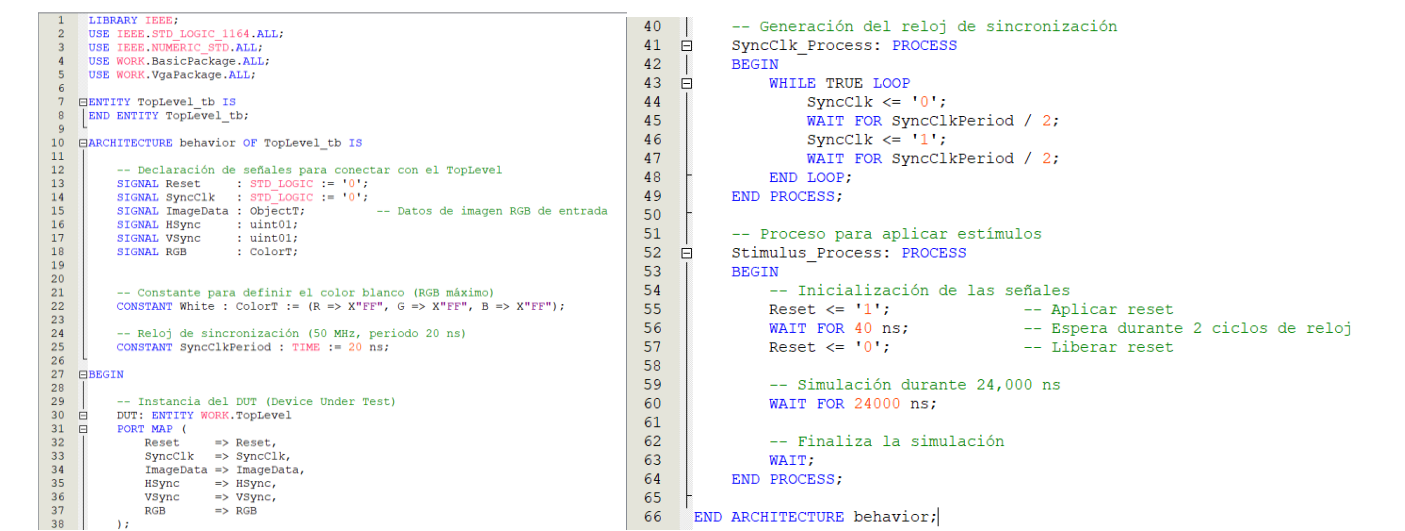 1 LIBRARY IEEE;
2 USE IEEE.STD_LOGIC_1164.ALL;
3 USE IEEE.NUMERIC_STD.ALL;
4 USE WORK.BasicPackage.ALL;
5 USE WORK.VgaPackage.ALL;
6
7 ENTITY TopLevel_tb IS
8 END ENTITY TopLevel_tb;
9
10 ARCHITECTURE behavior OF TopLevel_tb IS
11
12 -- Declaración de señales para conectar con el TopLevel
13 SIGNAL Reset : STD_LOGIC := '0';
14 SIGNAL SyncClk : STD_LOGIC := '0';
15 SIGNAL ImageData : ObjectT; -- Datos de imagen RGB de entrada
16 SIGNAL HSync : uint01;
17 SIGNAL VSync : uint01;
18 SIGNAL RGB : ColorT;
19
20
21 -- Constante para definir el color blanco (RGB máximo)
22 CONSTANT White : ColorT := (R => X"FF", G => X"FF", B => X"FF");
23
24 -- Reloj de sincronización (50 MHz, periodo 20 ns)
25 CONSTANT SyncClkPeriod : TIME := 20 ns;
26
27 BEGIN
28
29 -- Instancia del DUT (Device Under Test)
30 DUT: ENTITY WORK.TopLevel
31 PORT MAP (
32 Reset => Reset,
33 SyncClk => SyncClk,
34 ImageData => ImageData,
35 HSync => HSync,
36 VSync => VSync,
37 RGB => RGB
38 );
40 -- Generación del reloj de sincronización
41 SyncClk_Process: PROCESS
42 BEGIN
43 WHILE TRUE LOOP
44 SyncClk <= '0';
45 WAIT FOR SyncClkPeriod / 2;
46 SyncClk <= '1';
47 WAIT FOR SyncClkPeriod / 2;
48 END LOOP;
49 END PROCESS;
50
51 -- Proceso para aplicar estímulos
52 Stimulus_Process: PROCESS
53 BEGIN
54 -- Inicialización de las señales
55 Reset <= '1'; -- Aplicar reset
56 WAIT FOR 40 ns; -- Espera durante 2 ciclos de reloj
57 Reset <= '0'; -- Liberar reset
58
59 -- Simulación durante 24,000 ns
60 WAIT FOR 24000 ns;
61
62 -- Finaliza la simulación
63 WAIT;
64 END PROCESS;
65
66 END ARCHITECTURE behavior;